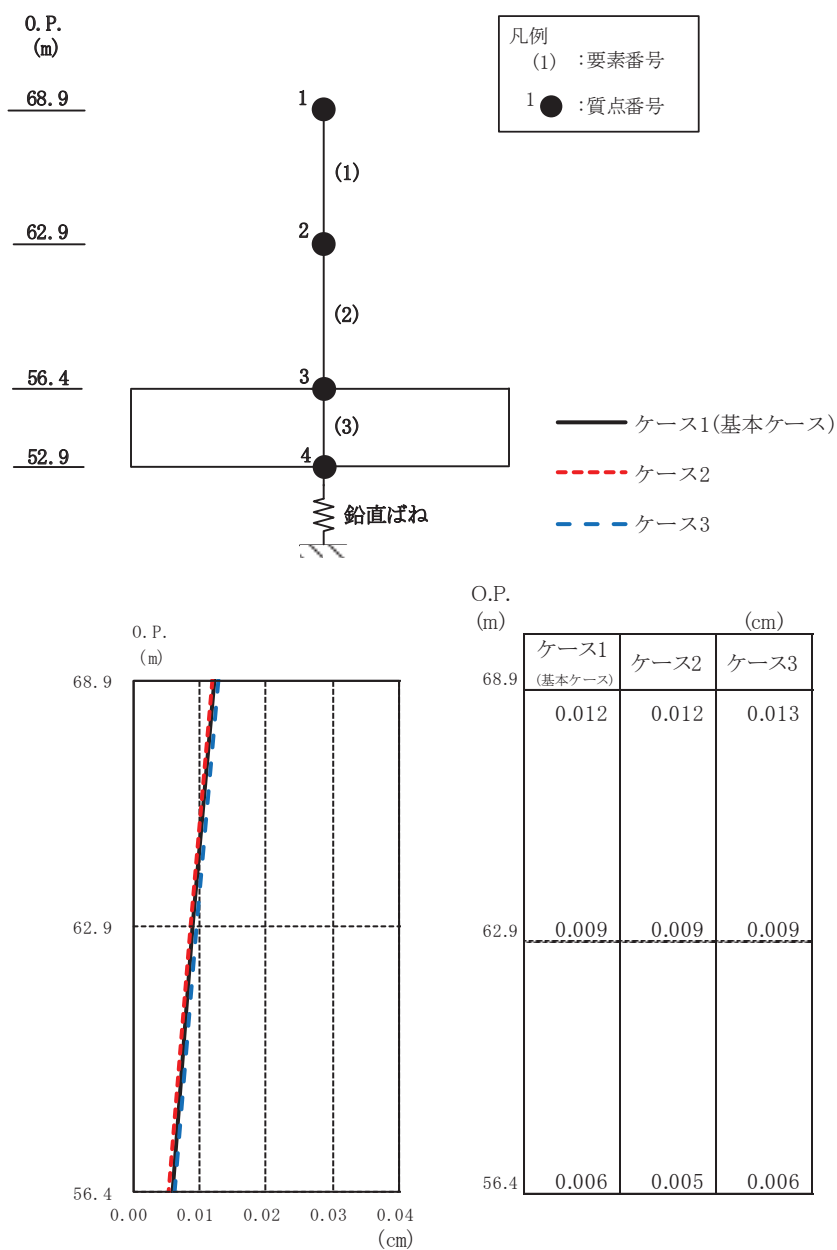 O.P.
(m)
凡例
(1) :要素番号
1 :質点番号
68.9
1
(1)
62.9
2
(2)
56.4
3
(3)
52.9
4
鉛直ばね
ケース1(基本ケース)
ケース2
ケース3
O.P.
(m)
68.9
62.9
56.4
0.00 0.01 0.02 0.03 0.04
(cm)
O.P.
(m) (cm)
ケース1 ケース2 ケース3
(基本ケース)
68.9
0.012 0.012 0.013
62.9 0.009 0.009 0.009
56.4 0.006 0.005 0.006